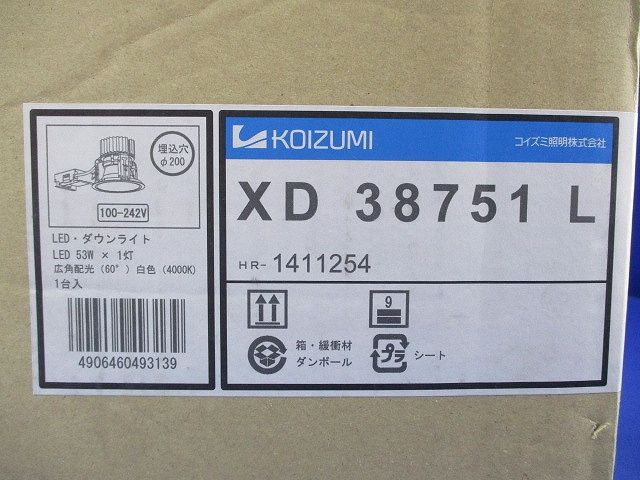 埋込穴
φ200
100-242V
LED・ダウンライト
LED 53W × 1灯
広角配光 (60°) 白色 (4000K)
1台入
4906460493139
KOIZUMI
コイズミ照明株式会社
XD 38751 L
HR- 1411254
9
箱・緩衝材
ダンボール
プラ
シート